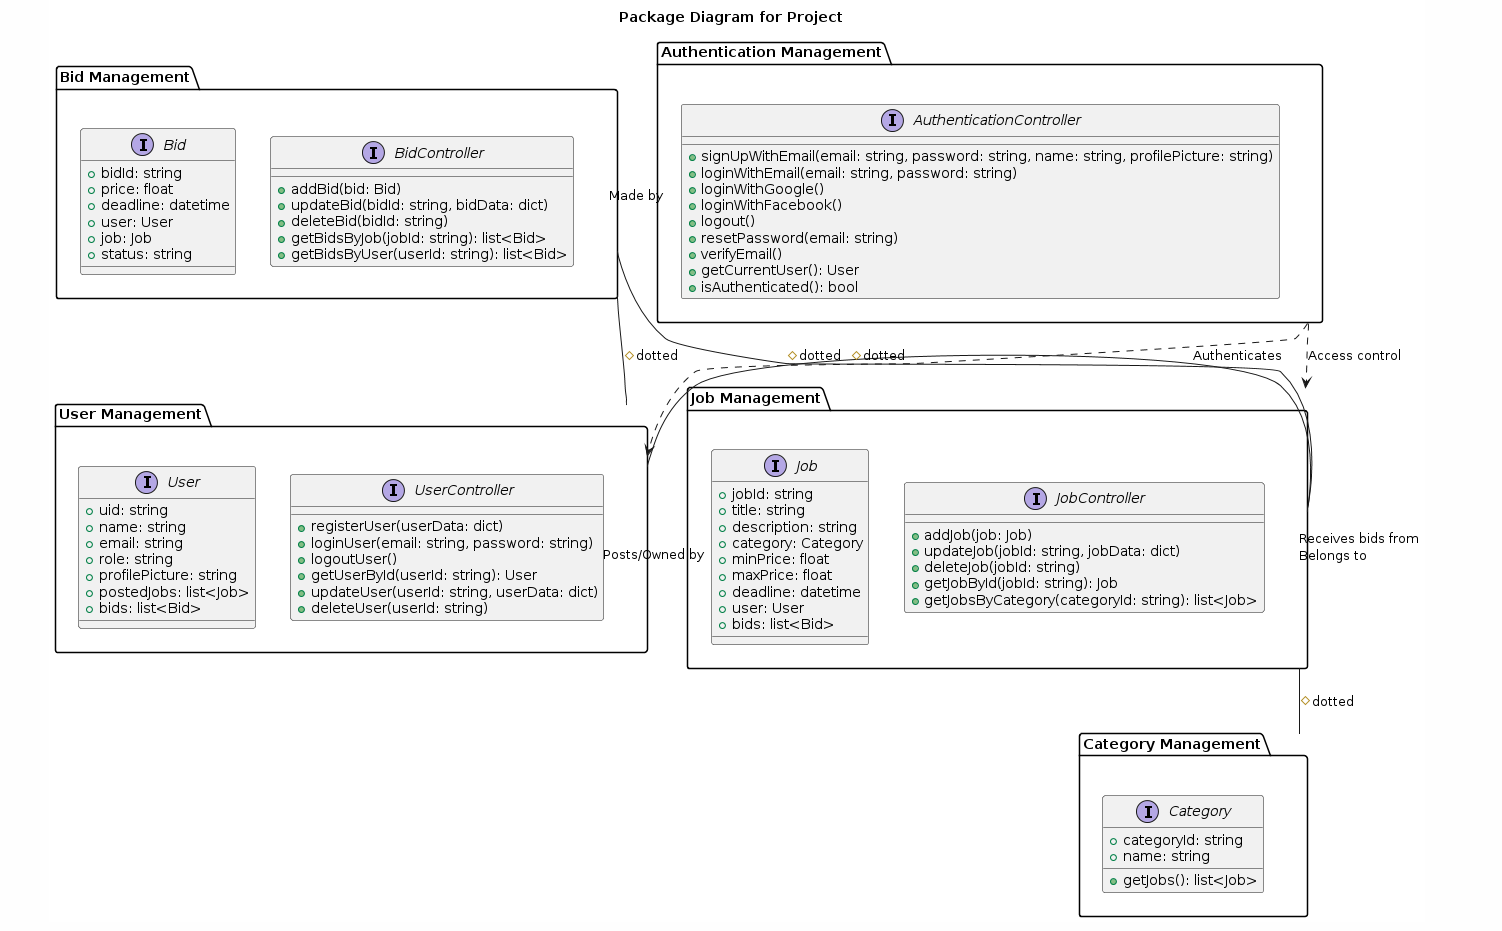 Package Diagram for Project
Bid Management
I Bid
bidId: string
price: float
deadline: datetime
user: User
job: Job
status: string
I BidController
addBid(bid: Bid)
updateBid(bidId: string, bidData: dict)
deleteBid(bidId: string)
getBidsByJob(jobId: string): list<Bid>
getBidsByUser(userId: string): list<Bid>
Made by
Authentication Management
I AuthenticationController
signUpWithEmail(email: string, password: string, name: string, profilePicture: string)
loginWithEmail(email: string, password: string)
loginWithGoogle()
loginWithFacebook()
logout()
resetPassword(email: string)
verifyEmail()
getCurrentUser(): User
isAuthenticated(): bool
dotted
dotted
dotted
Authenticates
Access control
User Management
I User
uid: string
name: string
email: string
role: string
profilePicture: string
postedJobs: list<Job>
bids: list<Bid>
I UserController
registerUser(userData: dict)
loginUser(email: string, password: string)
logoutUser()
getUserById(userId: string): User
updateUser(userId: string, userData: dict)
deleteUser(userId: string)
Posts/Owned by
Job Management
I Job
jobId: string
title: string
description: string
category: Category
minPrice: float
maxPrice: float
deadline: datetime
user: User
bids: list<Bid>
I JobController
addJob(job: Job)
updateJob(jobId: string, jobData: dict)
deleteJob(jobId: string)
getJobById(jobId: string): Job
getJobsByCategory(categoryId: string): list<Job>
Receives bids from
Belongs to
dotted
Category Management
I Category
categoryId: string
name: string
getJobs(): list<Job>